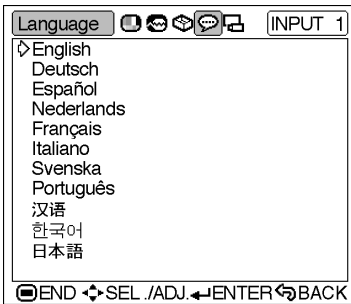 Language INPUT 1
English
Deutsch
Español
Nederlands
Français
Italiano
Svenska
Português
汉语
한국어
日本語
END SEL./ADJ. ENTER BACK